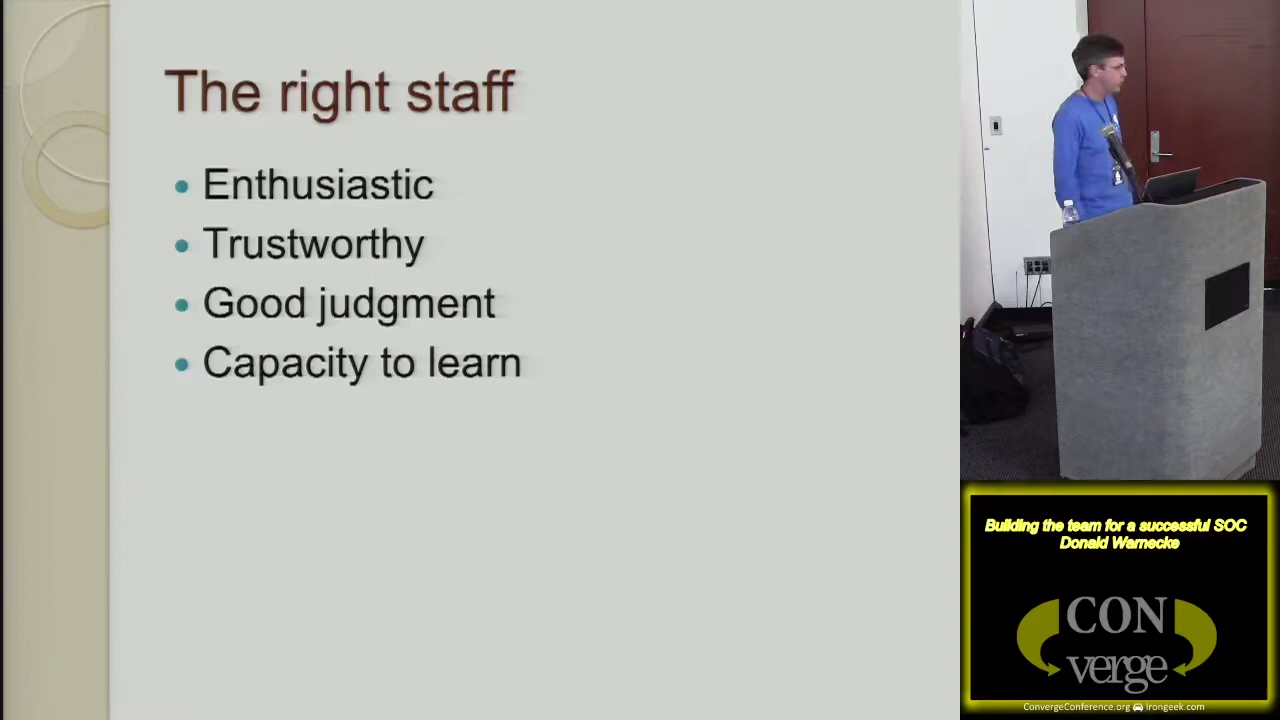 The right staff
Enthusiastic
Trustworthy
Good judgment
Capacity to learn
Building the team for a successful SOC
Donald Warnecke
CON
verge
ConvergeConference.org Irongeek.com